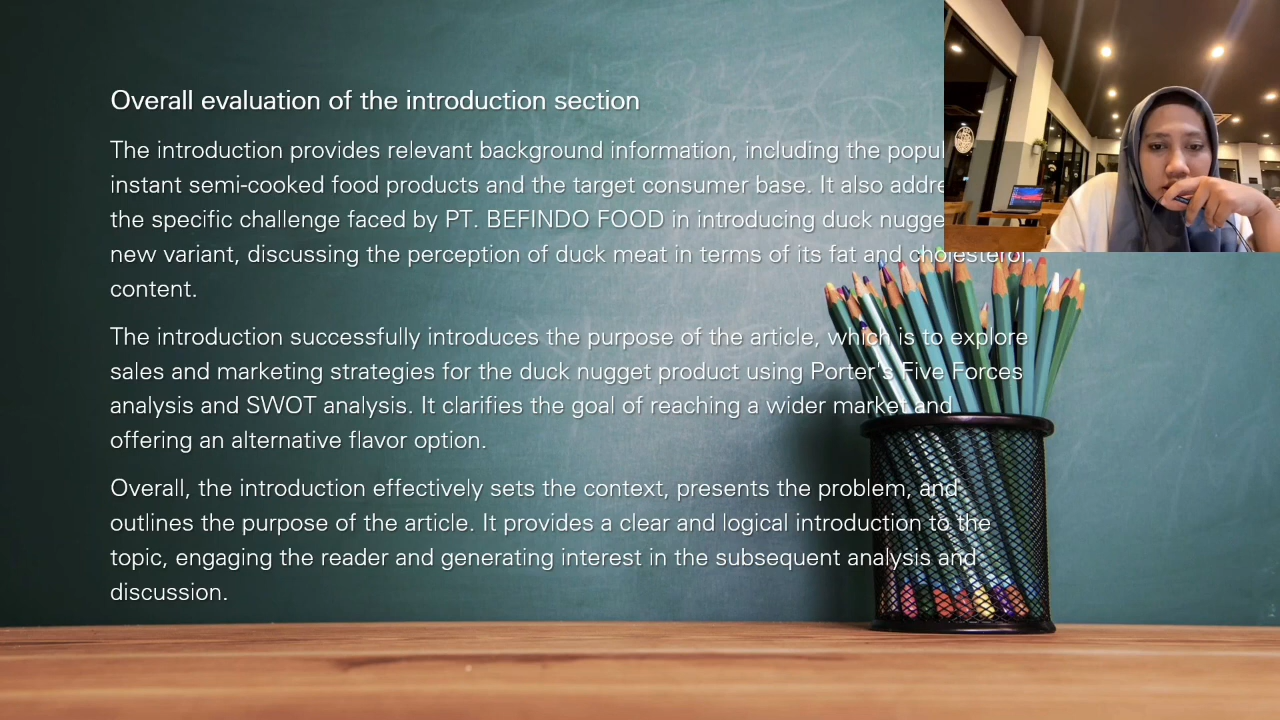 Overall evaluation of the introduction section
The introduction provides relevant background information, including the
instant semi-cooked food products and the target consumer base. It also
the specific challenge faced by PT. BEFINDO FOOD in introducing duck
new variant, discussing the perception of duck meat in terms of its fat and cholesterol
content.
The introduction successfully introduces the purpose of the article, which is to explore
sales and marketing strategies for the duck nugget product using Porter's Five Forces
analysis and SWOT analysis. It clarifies the goal of reaching a wider market and
offering an alternative flavor option.
Overall, the introduction effectively sets the context, presents the problem, and
outlines the purpose of the article. It provides a clear and logical introduction to the
topic, engaging the reader and generating interest in the subsequent analysis and
discussion.